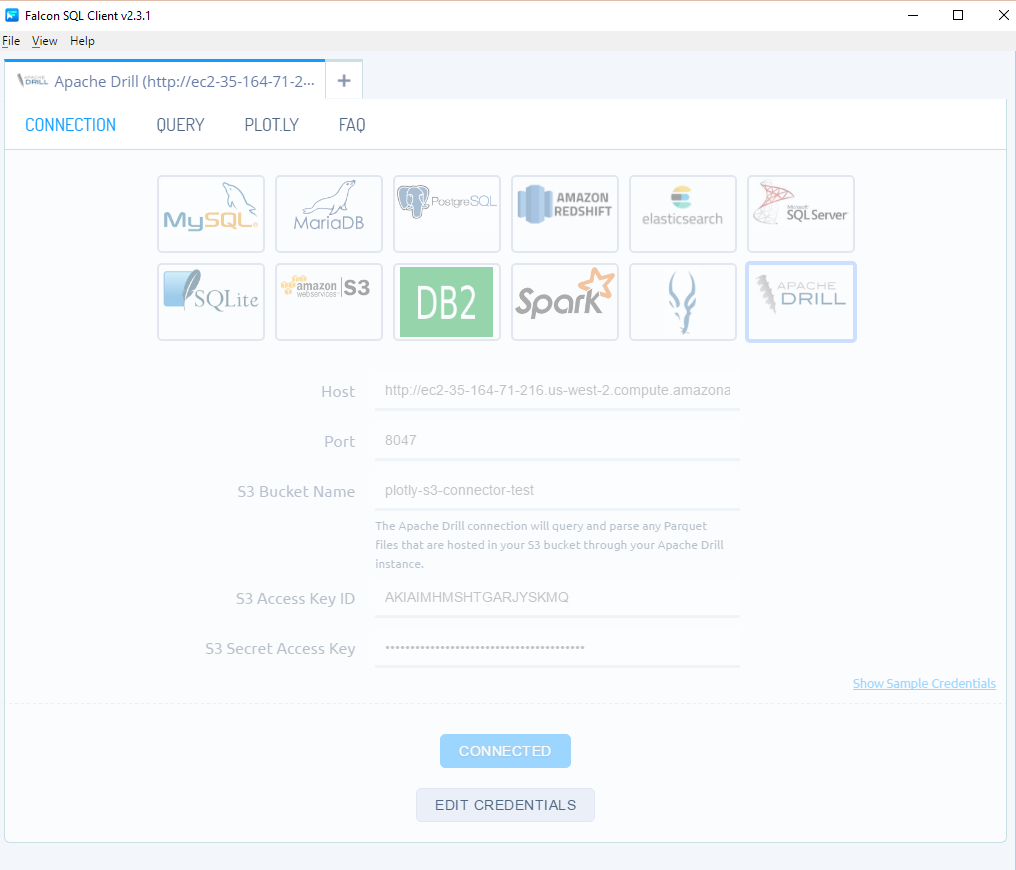 Falcon SQL Client v2.3.1
File View Help
APACHE DRILL Apache Drill (http://ec2-35-164-71-2... +
CONNECTION QUERY PLOT.LY FAQ
MySQL®
MariaDB
PostgreSQL
AMAZON
REDSHIFT
elasticsearch
Microsoft
SQL Server
SQLite
amazon
webservices
S3
DB2
Spark
APACHE
DRILL
Host http://ec2-35-164-71-216.us-west-2.compute.amazona
Port 8047
S3 Bucket Name plotly-s3-connector-test
The Apache Drill connection will query and parse any Parquet
files that are hosted in your S3 bucket through your Apache Drill
instance.
S3 Access Key ID AKIAIMHMSHTGARJYSKMQ
S3 Secret Access Key ••••••••••••••••••••••••••••••••••••••••
Show Sample Credentials
CONNECTED
EDIT CREDENTIALS